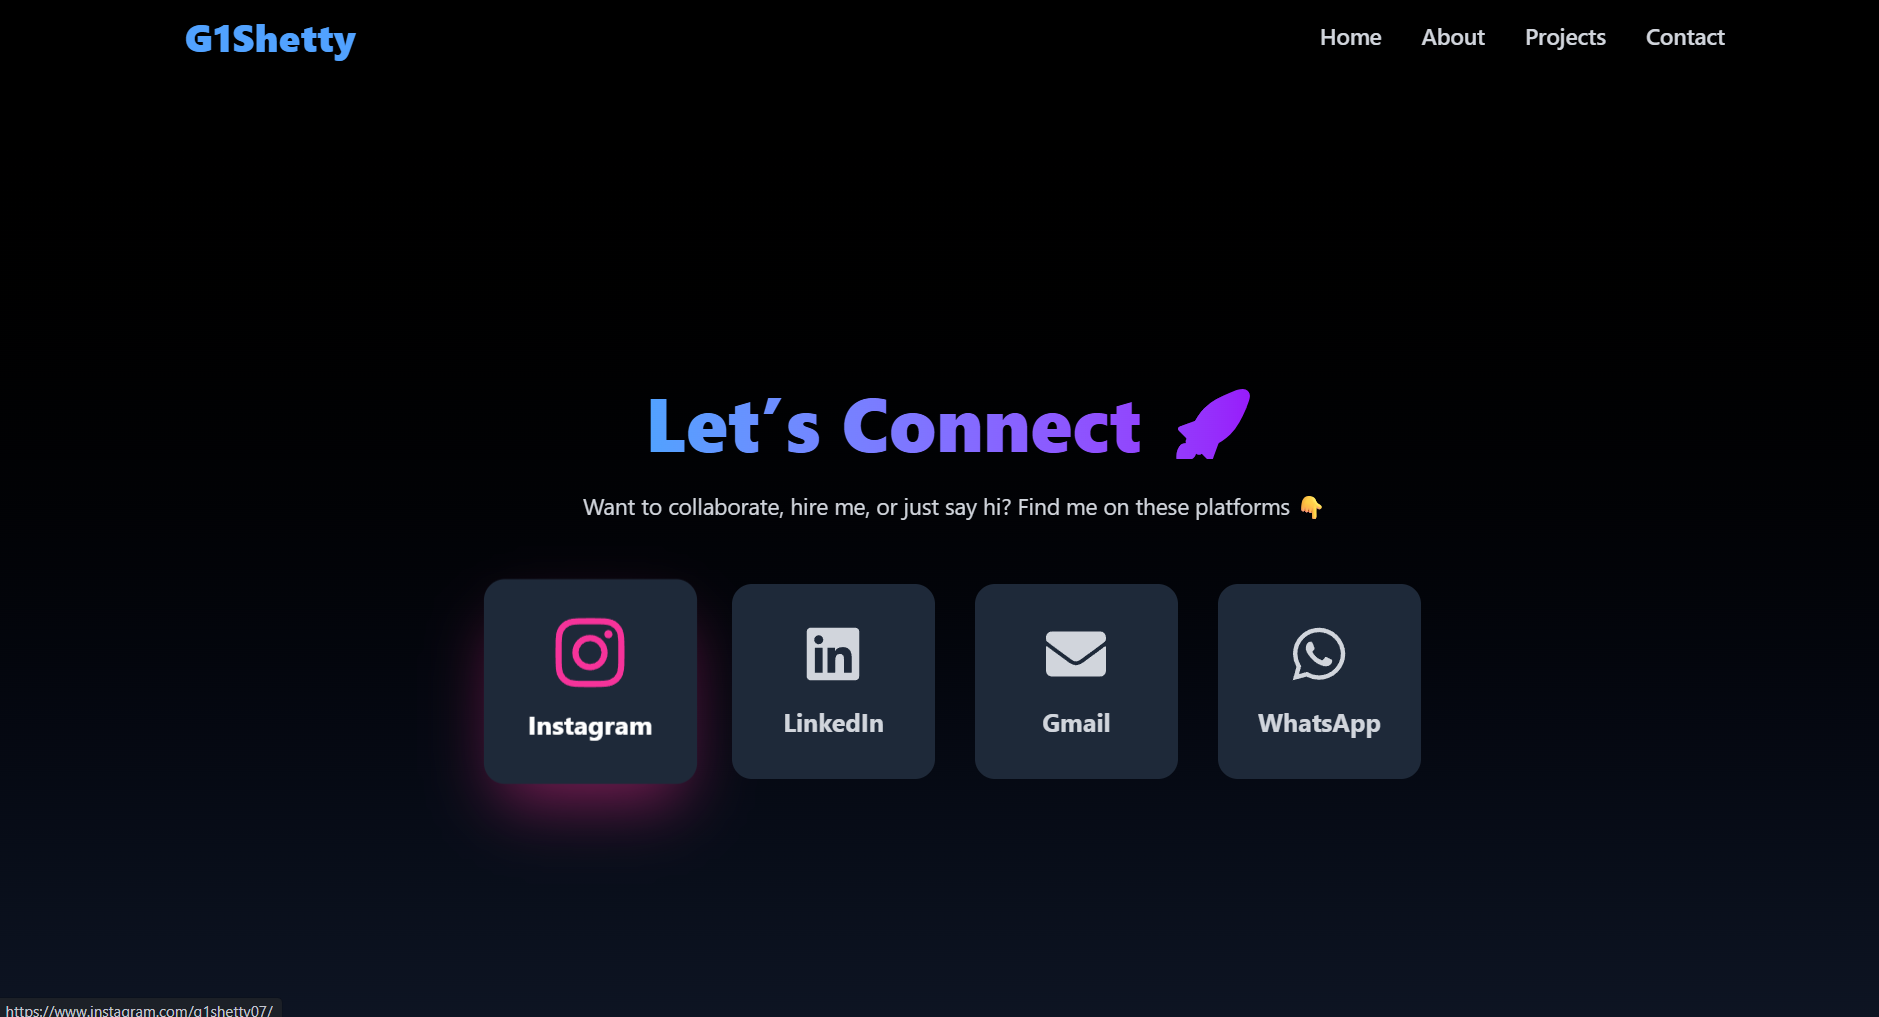 G1Shetty
Home About Projects Contact
Let’s Connect 🚀
Want to collaborate, hire me, or just say hi? Find me on these platforms 👇
Instagram LinkedIn Gmail WhatsApp
https://www.instagram.com/g1shetty07/